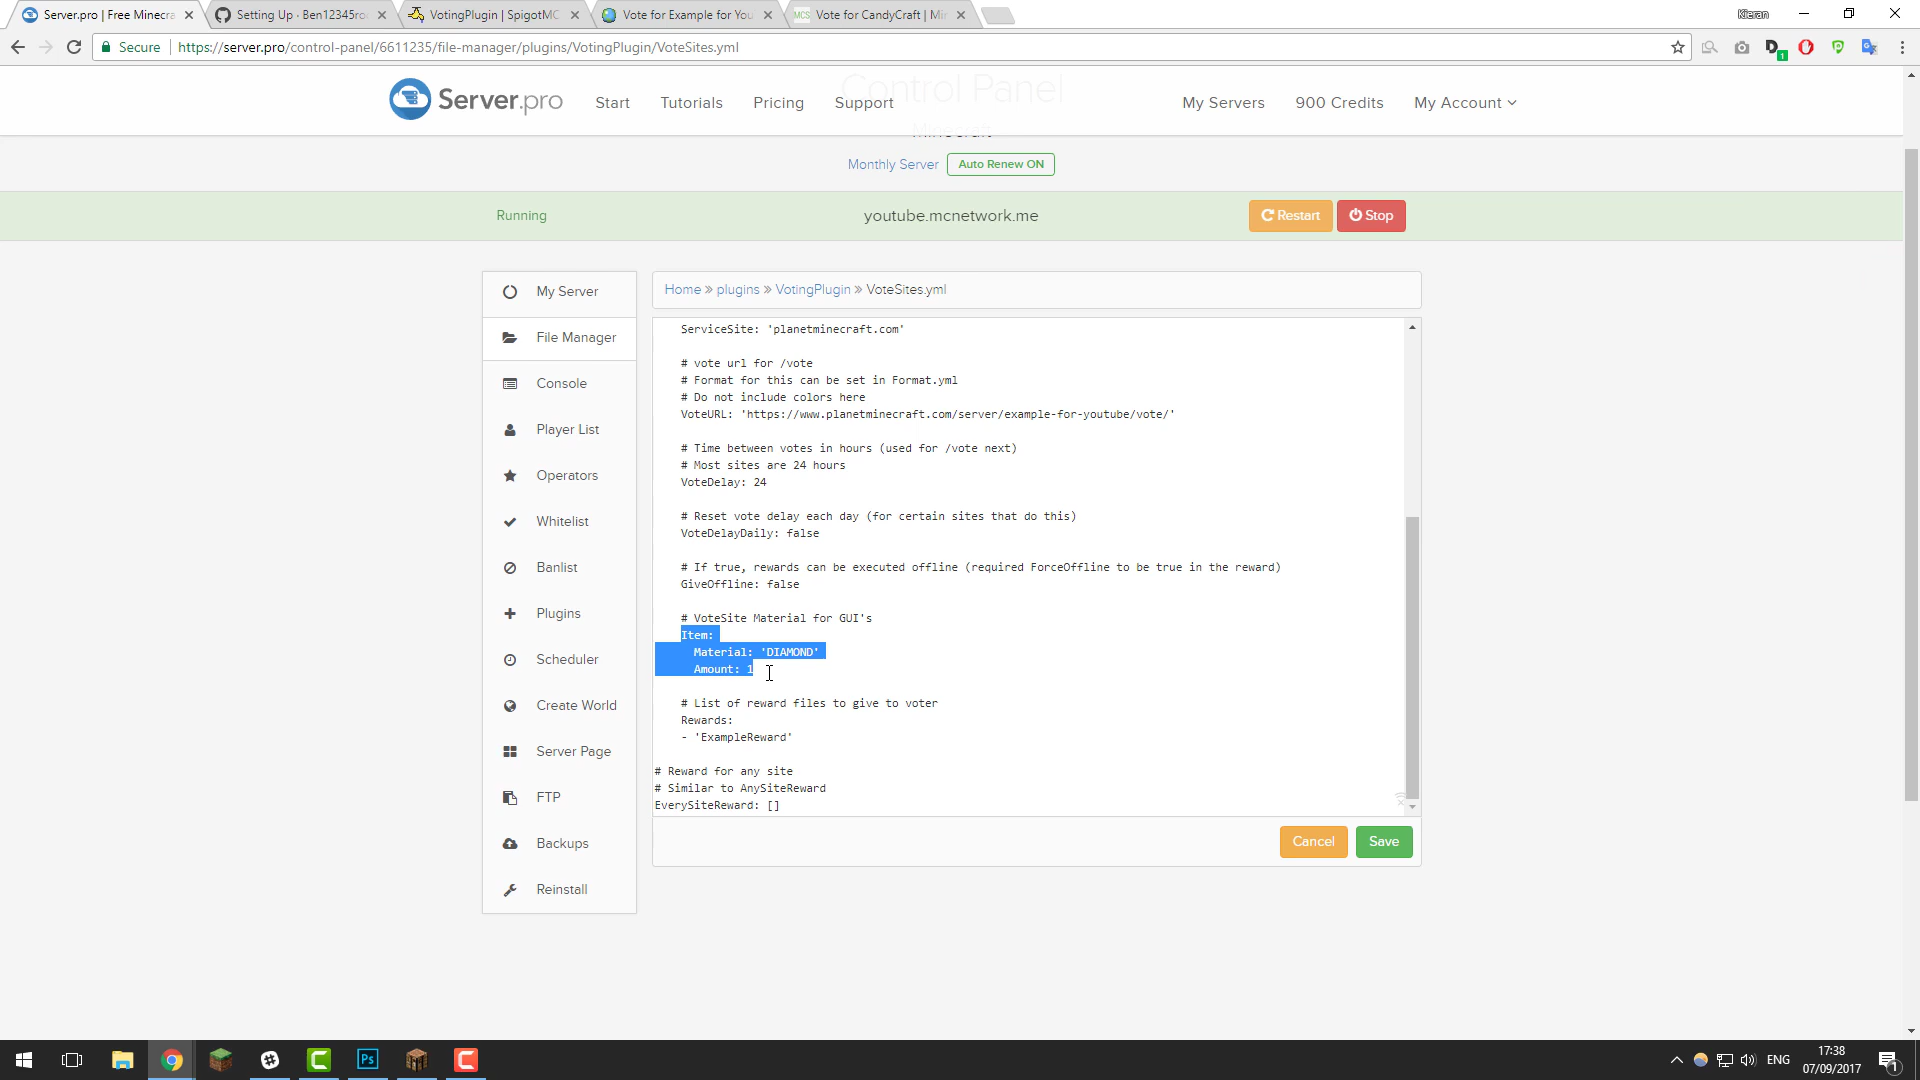 Server.pro | Free Minecra
Setting Up · Ben12345ro
VotingPlugin | SpigotMC
Vote for Example for You
MCS
Vote for CandyCraft | Min
Kieran
Secure
https://server.pro/control-panel/6611235/file-manager/plugins/VotingPlugin/VoteSites.yml
Control Panel
Server.pro
Start
Tutorials
Pricing
Support
My Servers
900 Credits
My Account
Minecraft
Monthly Server
Auto Renew ON
Running
youtube.mcnetwork.me
Restart
Stop
My Server
File Manager
Console
Player List
Operators
Whitelist
Banlist
Plugins
Scheduler
Create World
Server Page
FTP
Backups
Reinstall
Home » plugins » VotingPlugin » VoteSites.yml
ServiceSite: 'planetminecraft.com'
# vote url for /vote
# Format for this can be set in Format.yml
# Do not include colors here
VoteURL: 'https://www.planetminecraft.com/server/example-for-youtube/vote/'
# Time between votes in hours (used for /vote next)
# Most sites are 24 hours
VoteDelay: 24
# Reset vote delay each day (for certain sites that do this)
VoteDelayDaily: false
# If true, rewards can be executed offline (required ForceOffline to be true in the reward)
GiveOffline: false
# VoteSite Material for GUI's
Item:
Material: 'DIAMOND'
Amount: 1
# List of reward files to give to voter
Rewards:
- 'ExampleReward'
# Reward for any site
# Similar to AnySiteReward
EverySiteReward: []
Cancel
Save
Ps
ENG
17:38
07/09/2017
1